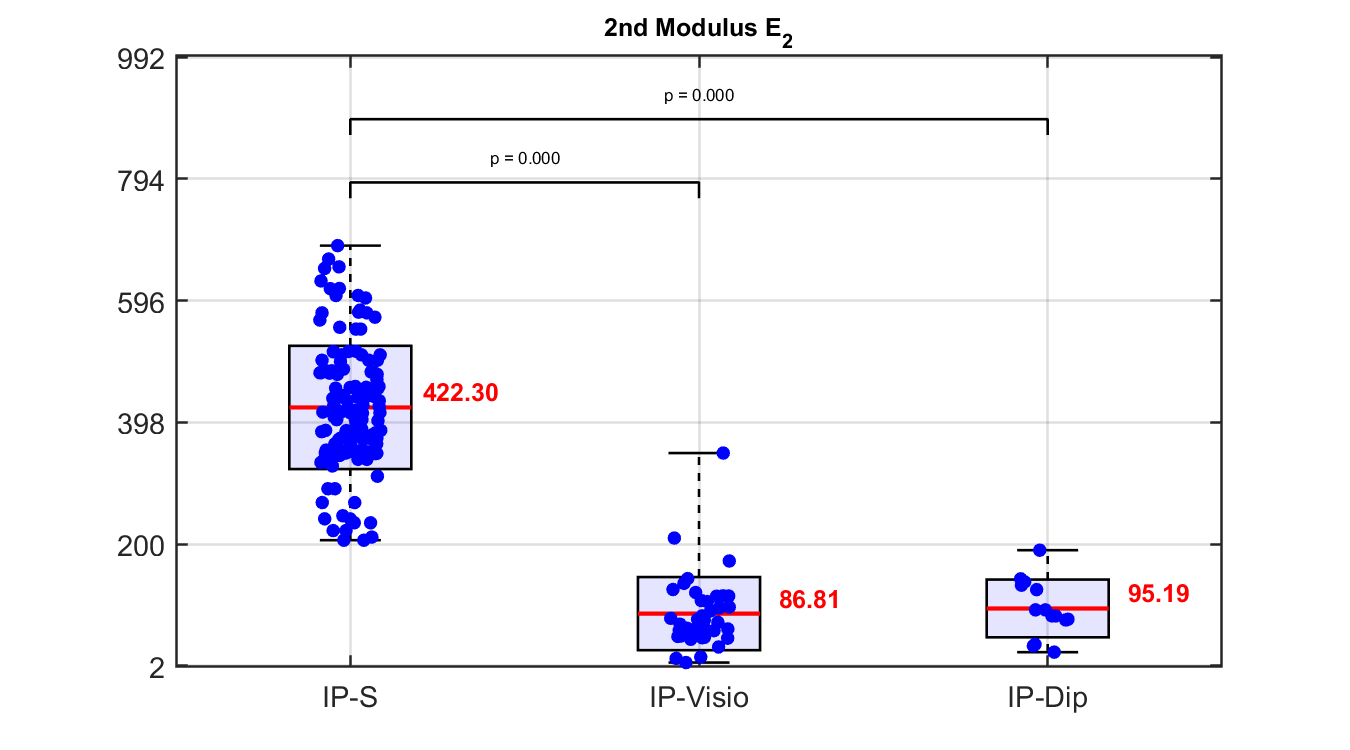 2nd Modulus E2
992
p = 0.000
794
p = 0.000
596
422.30
398
200
86.81
95.19
2
IP-S
IP-Visio
IP-Dip